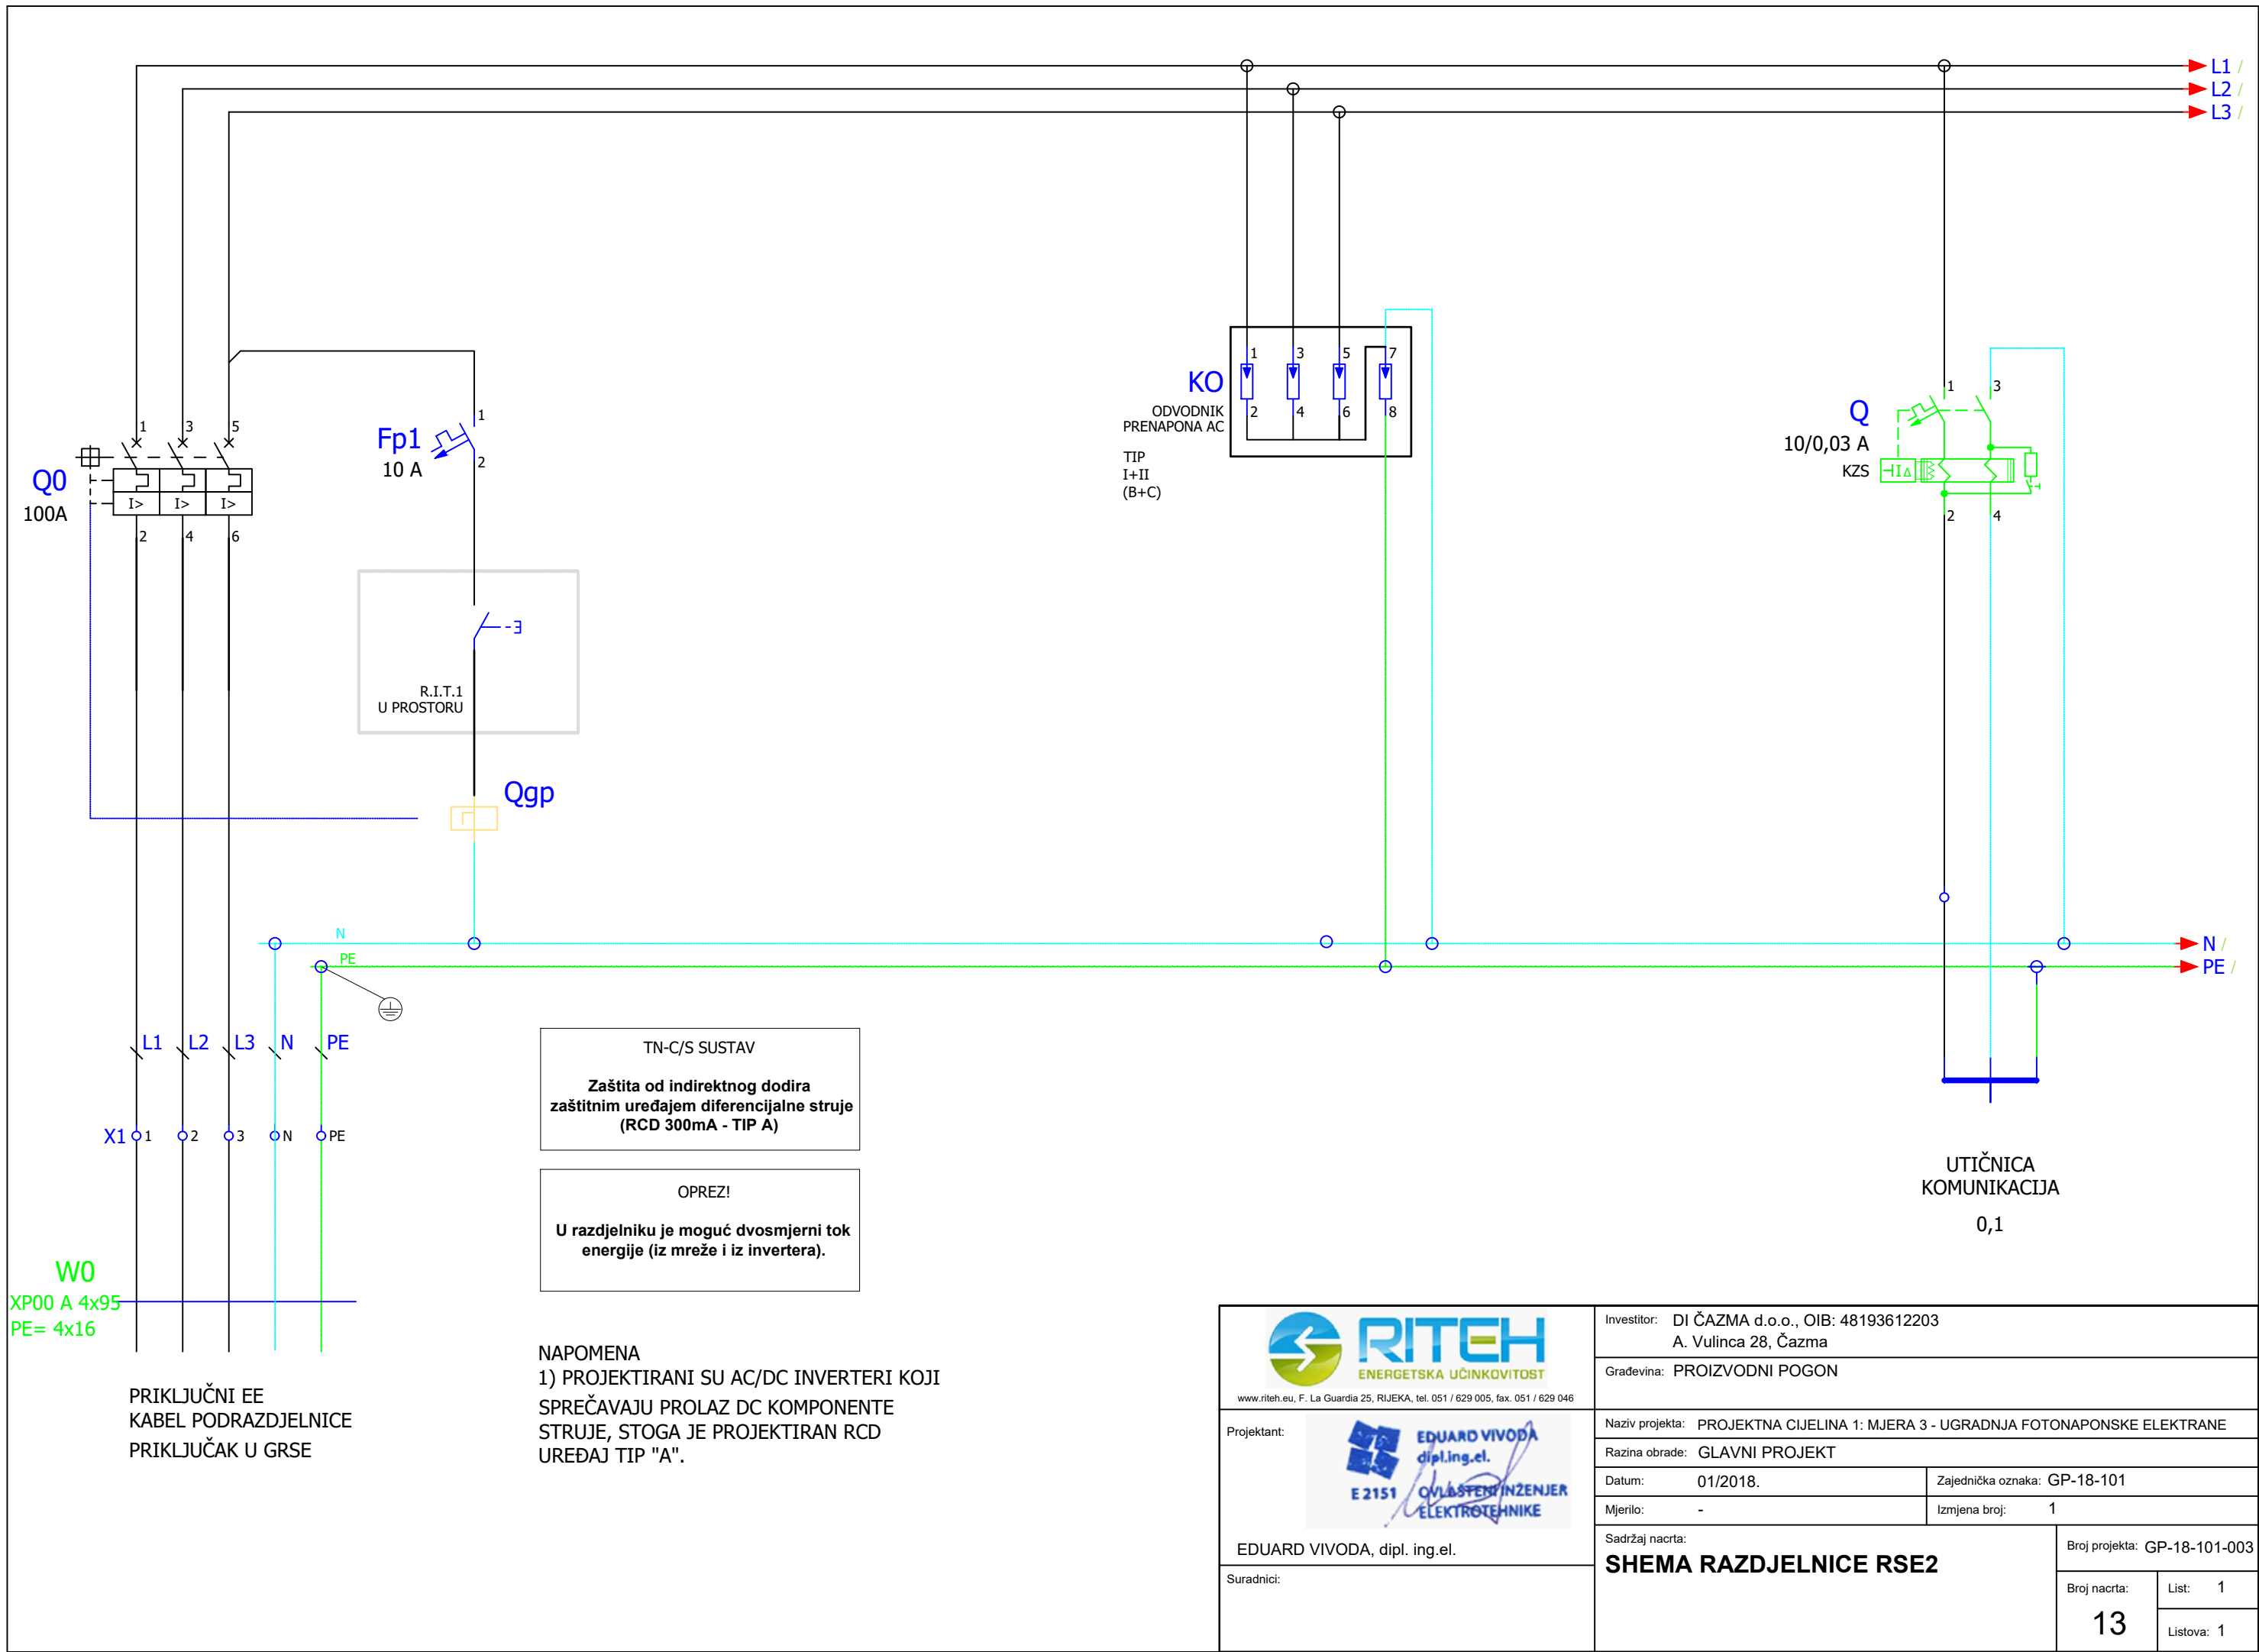 L1 /
L2 /
L3 /
1
3
5
Q0
100A
I>
I>
I>
2
4
6
Fp1
10 A
1
2
R.I.T.1
U PROSTORU
Qgp
KO
ODVODNIK
PRENAPONA AC
TIP
I+II
(B+C)
1
3
5
7
2
4
6
8
Q
10/0,03 A
KZS
1
3
I∆
2
4
N
PE
N /
PE /
L1
L2
L3
N
PE
X1
1
2
3
N
PE
TN-C/S SUSTAV
Zaštita od indirektnog dodira
zaštitnim uređajem diferencijalne struje
(RCD 300mA - TIP A)
OPREZ!
U razdjelniku je moguć dvosmjerni tok
energije (iz mreže i iz invertera).
UTIČNICA
KOMUNIKACIJA
0,1
W0
XP00 A 4x95
PE= 4x16
PRIKLJUČNI EE
KABEL PODRAZDJELNICE
PRIKLJUČAK U GRSE
NAPOMENA
1) PROJEKTIRANI SU AC/DC INVERTERI KOJI
SPREČAVAJU PROLAZ DC KOMPONENTE
STRUJE, STOGA JE PROJEKTIRAN RCD
UREĐAJ TIP "A".
RITEH
ENERGETSKA UČINKOVITOST
www.riteh.eu, F. La Guardia 25, RIJEKA, tel. 051 / 629 005, fax. 051 / 629 046
Projektant:
EDUARD VIVODA
dipl.ing.el.
E 2151 OVLAŠTENI INŽENJER
ELEKTROTEHNIKE
EDUARD VIVODA, dipl. ing.el.
Suradnici:
Investitor: DI ČAZMA d.o.o., OIB: 48193612203
A. Vulinca 28, Čazma
Građevina: PROIZVODNI POGON
Naziv projekta: PROJEKTNA CIJELINA 1: MJERA 3 - UGRADNJA FOTONAPONSKE ELEKTRANE
Razina obrade: GLAVNI PROJEKT
Datum: 01/2018.
Zajednička oznaka: GP-18-101
Mjerilo: -
Izmjena broj: 1
Sadržaj nacrta:
SHEMA RAZDJELNICE RSE2
Broj projekta: GP-18-101-003
Broj nacrta:
13
List: 1
Listova: 1